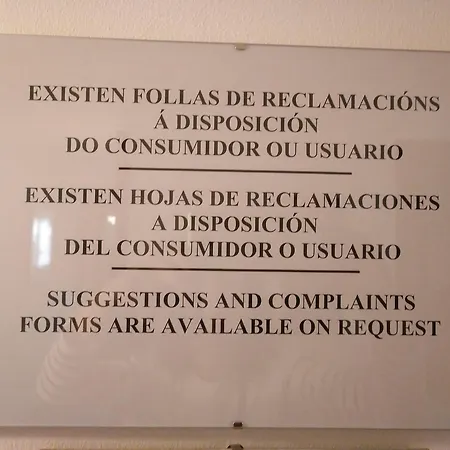 EXISTEN FOLLAS DE RECLAMACIÓNS
Á DISPOSICIÓN
DO CONSUMIDOR OU USUARIO
EXISTEN HOJAS DE RECLAMACIONES
A DISPOSICIÓN
DEL CONSUMIDOR O USUARIO
SUGGESTIONS AND COMPLAINTS
FORMS ARE AVAILABLE ON REQUEST